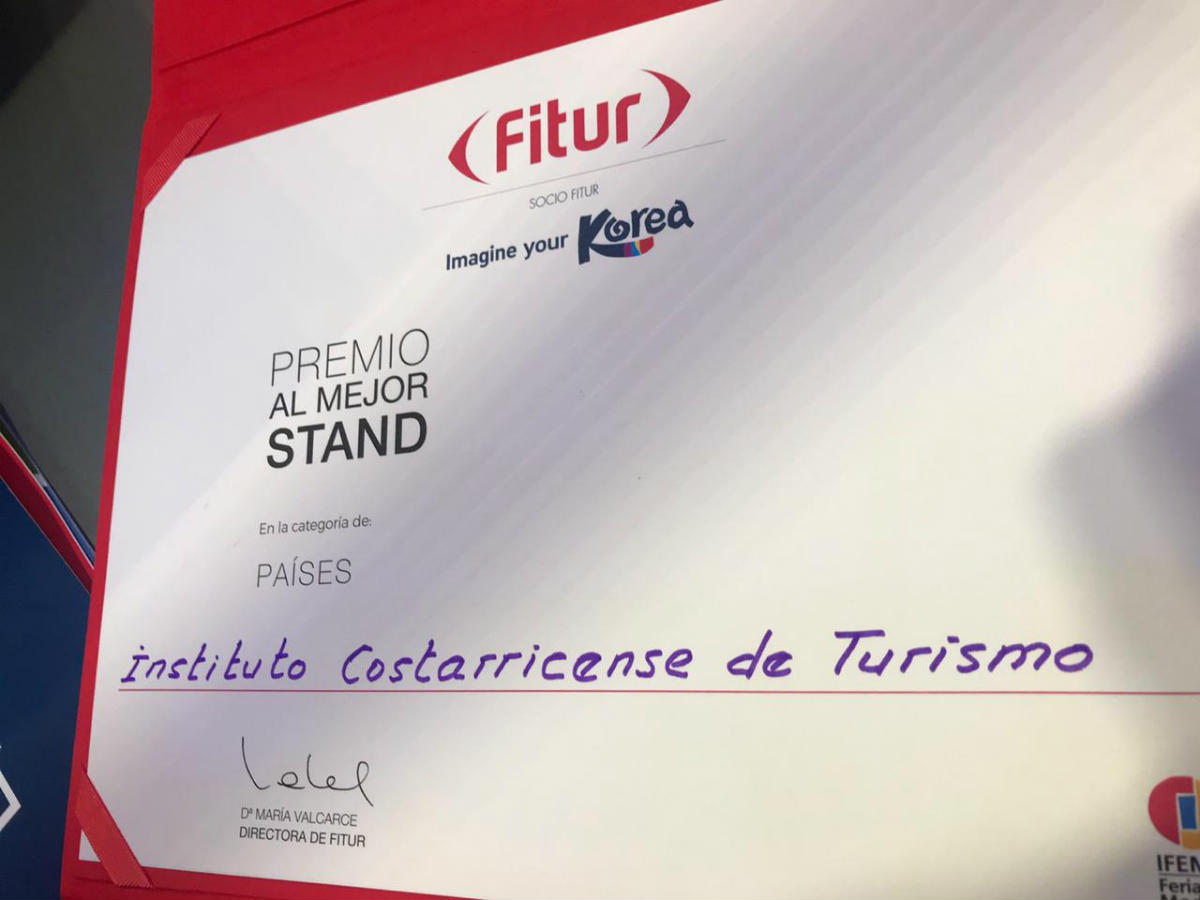 Fitur
SOCIO FITUR
Imagine your Korea
PREMIO
AL MEJOR
STAND
En la categoría de:
PAÍSES
Instituto Costarricense de Turismo
Dª MARÍA VALCARCE
DIRECTORA DE FITUR
IFEM
Feria